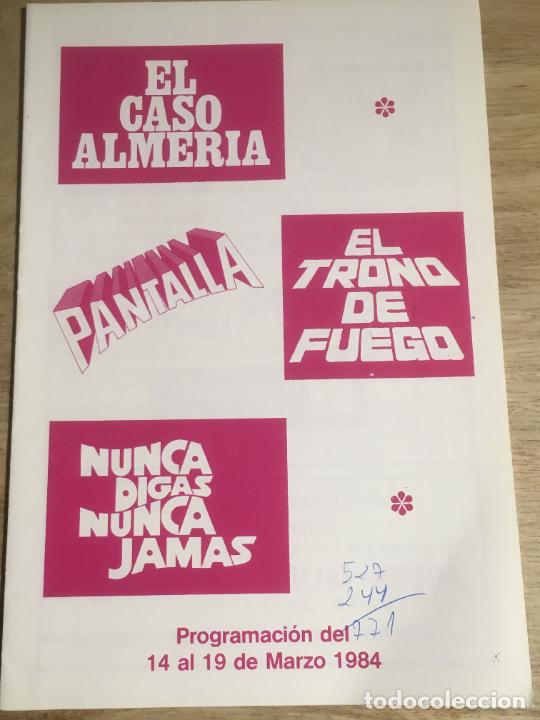 EL
CASO
ALMERIA
PANTALLA
EL
TRONO
DE
FUEGO
NUNCA
DIGAS
NUNCA
JAMAS
527
244
771
Programación del
14 al 19 de Marzo 1984
todocoleccion